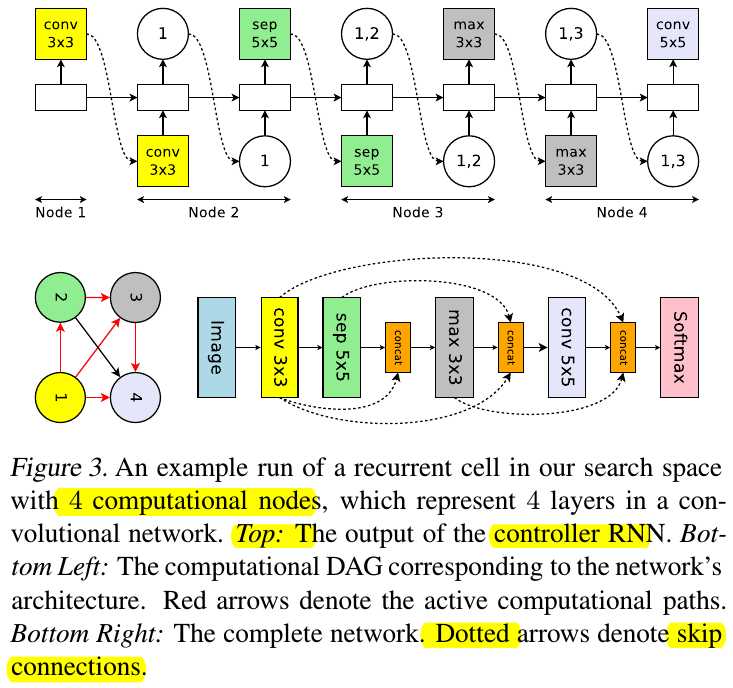 conv
3x3
1
sep
5x5
1,2
max
3x3
1,3
conv
5x5
conv
3x3
1
sep
5x5
1,2
max
3x3
1,3
Node 1
Node 2
Node 3
Node 4
2
3
1
4
Image
conv 3x3
sep 5x5
concat
max 3x3
concat
conv 5x5
concat
Softmax
Figure 3. An example run of a recurrent cell in our search space
with 4 computational nodes, which represent 4 layers in a con-
volutional network. Top: The output of the controller RNN. Bot-
tom Left: The computational DAG corresponding to the network's
architecture. Red arrows denote the active computational paths.
Bottom Right: The complete network. Dotted arrows denote skip
connections.